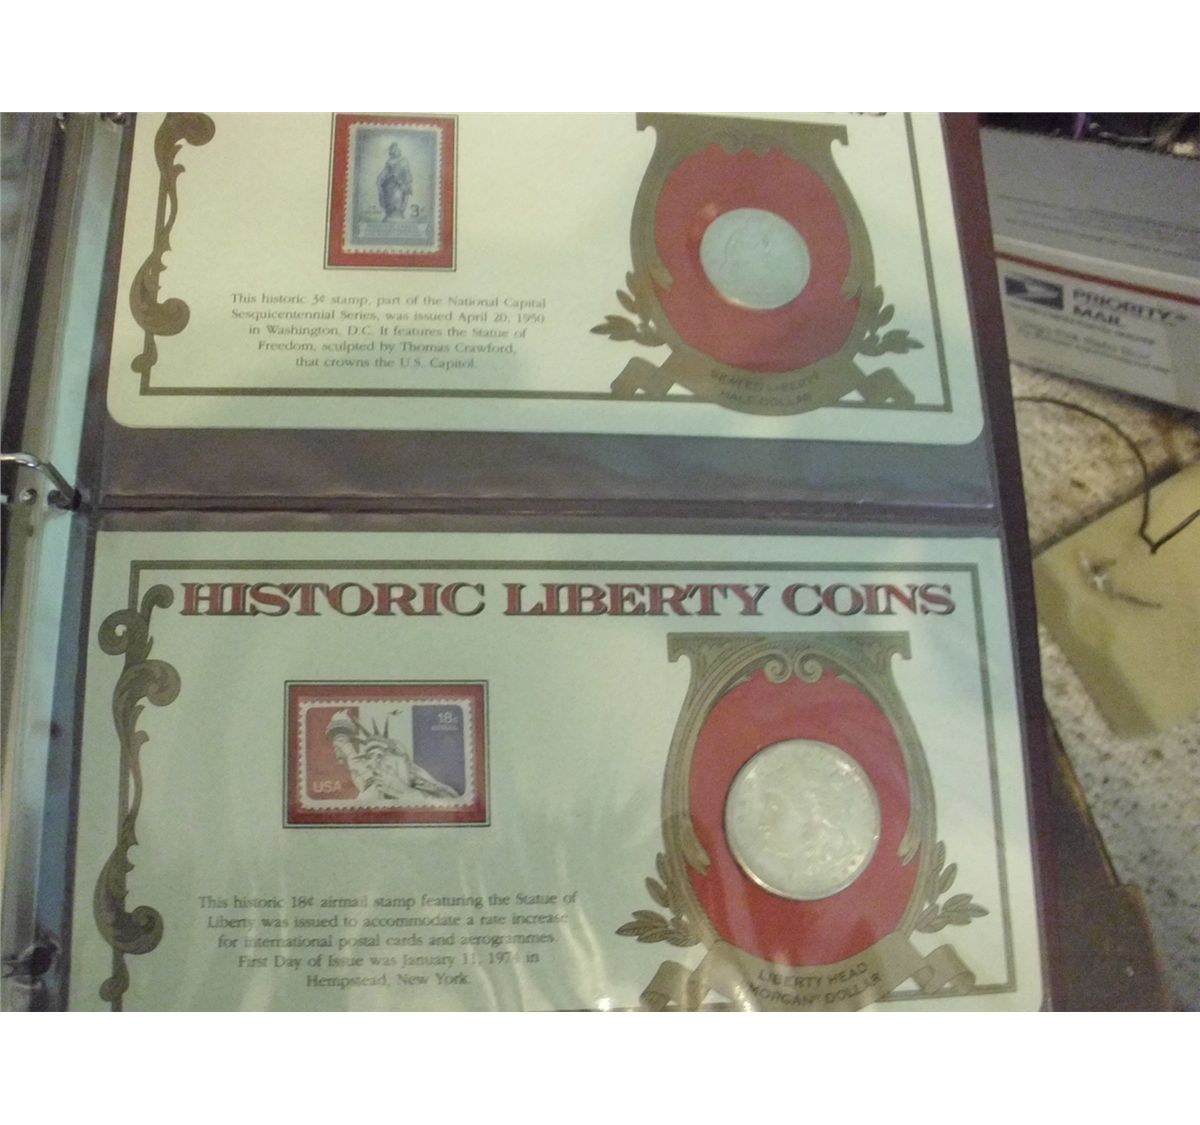 3¢
This historic 3¢ stamp, part of the National Capital
Sesquicentennial Series, was issued April 20, 1950
in Washington, D.C. It features the Statue of
Freedom, sculpted by Thomas Crawford,
that crowns the U.S. Capitol.
SEATED LIBERTY
HALF DOLLAR
PRIORITY
MAIL
HISTORIC LIBERTY COINS
18c
USA
This historic 18¢ airmail stamp featuring the Statue of
Liberty was issued to accommodate a rate increase
for international postal cards and aerogrammes.
First Day of Issue was January 11, 1974 in
Hempstead, New York.
LIBERTY HEAD
"MORGAN" DOLLAR